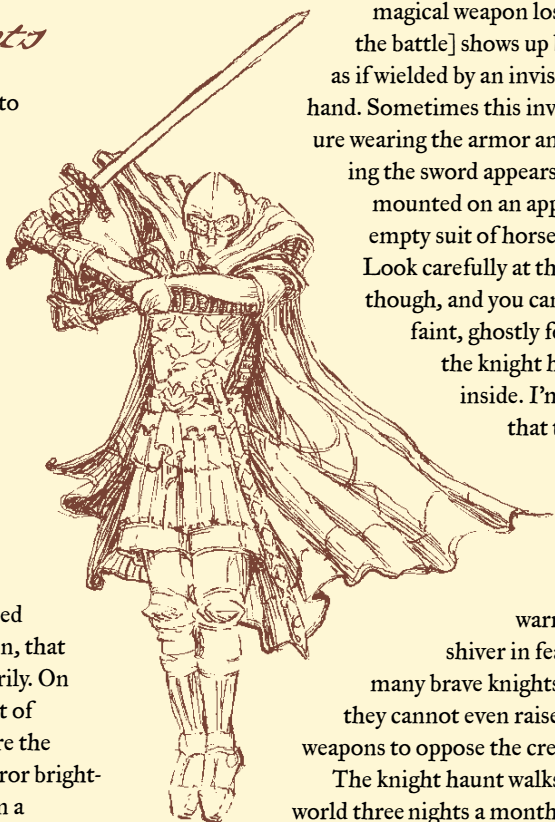 to
magical weapon los
the battle] shows up
as if wielded by an invis
hand. Sometimes this inv
ure wearing the armor an
ing the sword appears
mounted on an app
empty suit of horse
Look carefully at th
though, and you can
faint, ghostly f
the knight h
inside. I'm
that t
ed
n, that
rily. On
t of
re the
ror bright-
n a
warr
shiver in fea
many brave knights
they cannot even raise
weapons to oppose the cre
The knight haunt walks
world three nights a month